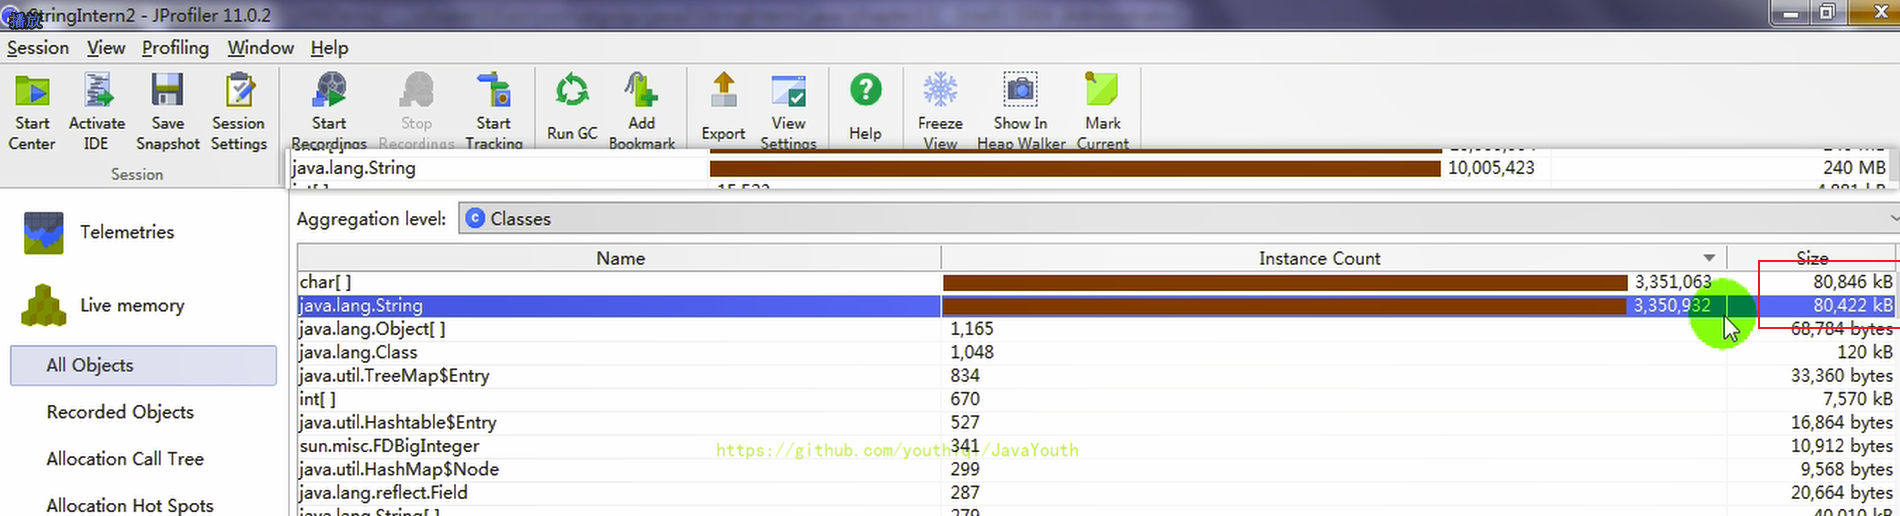 播放
StringIntern2 - JProfiler 11.0.2
Session View Profiling Window Help
Start Center
Activate IDE
Save Snapshot
Session Settings
Start Recordings
Stop Recordings
Start Tracking
Run GC
Add Bookmark
Export
View Settings
Help
Freeze View
Show In Heap Walker
Mark Current
Session
java.lang.String 10,005,423 240 MB
int[ ] 15,522
Telemetries
Live memory
All Objects
Recorded Objects
Allocation Call Tree
Allocation Hot Spots
Aggregation level: Classes
Name Instance Count Size
char[ ] 3,351,063 80,846 kB
java.lang.String 3,350,932 80,422 kB
java.lang.Object[ ] 1,165 68,784 bytes
java.lang.Class 1,048 120 kB
java.util.TreeMap$Entry 834 33,360 bytes
int[ ] 670 7,570 kB
java.util.Hashtable$Entry 527 16,864 bytes
sun.misc.FDBigInteger 341 10,912 bytes
java.util.HashMap$Node 299 9,568 bytes
java.lang.reflect.Field 287 20,664 bytes
java.lang.String[ ] 279